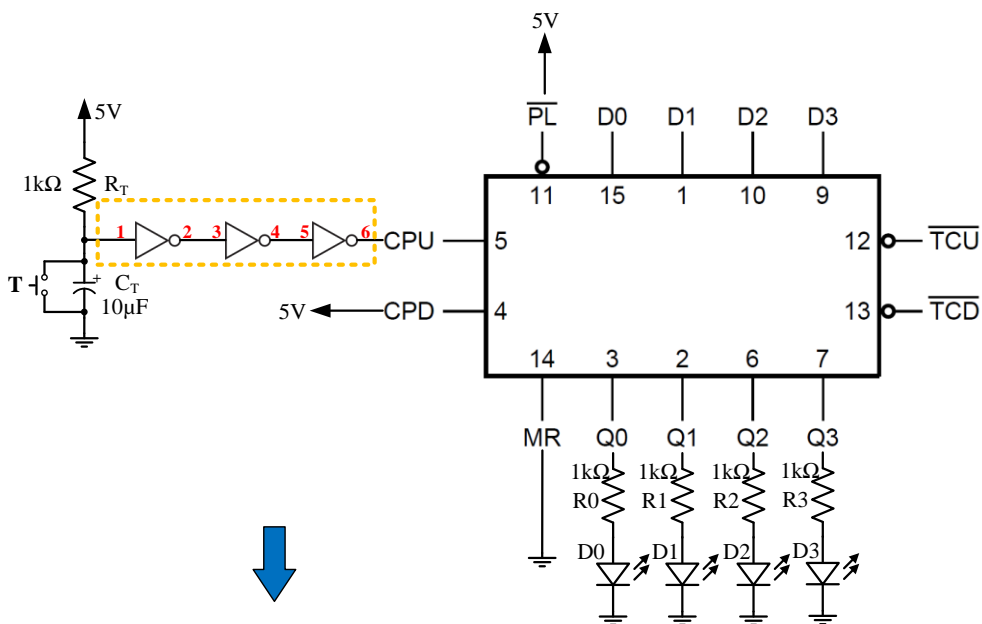 5V
PL D0 D1 D2 D3
11 15 1 10 9
5V
1kΩ R_T
1 2 3 4 5 6 CPU 5
12 TCU
T + C_T
10μF
5V CPD 4
13 TCD
14 3 2 6 7
MR Q0 Q1 Q2 Q3
1kΩ 1kΩ 1kΩ 1kΩ
R0 R1 R2 R3
D0 D1 D2 D3